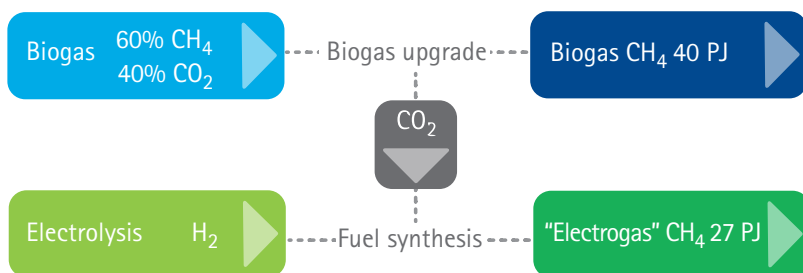 Biogas 60% CH₄
40% CO₂
Biogas upgrade
Biogas CH₄ 40 PJ
CO₂
Electrolysis H₂
Fuel synthesis
"Electrogas" CH₄ 27 PJ